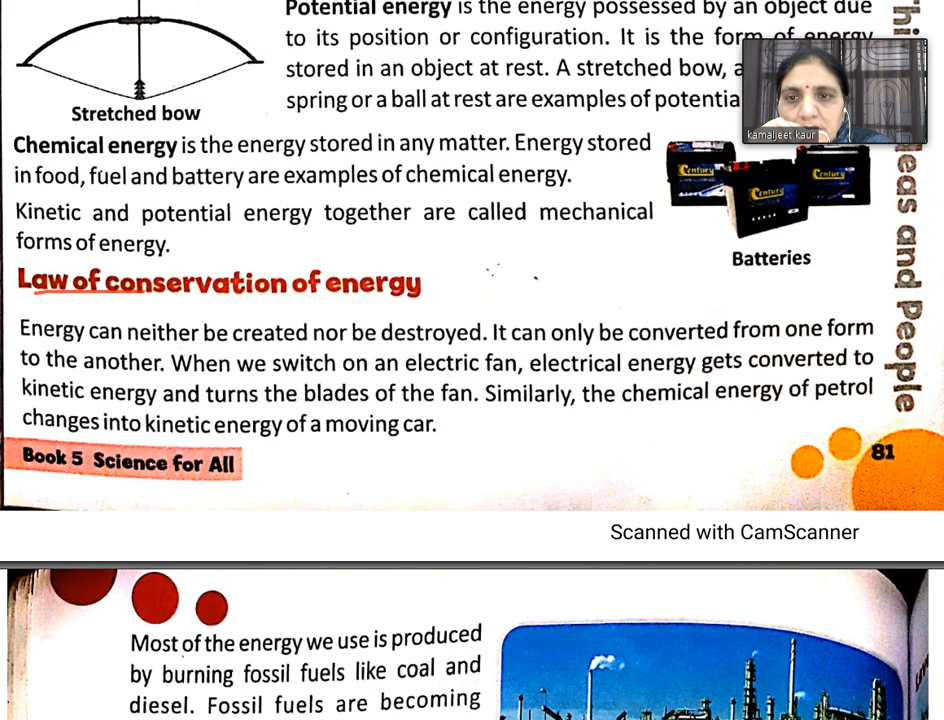 Potential energy is the energy possessed by an object due
to its position or configuration. It is the form of energy
stored in an object at rest. A stretched bow, a
spring or a ball at rest are examples of potentia
kamaljeet kaur
Stretched bow
Chemical energy is the energy stored in any matter. Energy stored
in food, fuel and battery are examples of chemical energy.
Kinetic and potential energy together are called mechanical
forms of energy.
Century
Century
Century
Batteries
Law of conservation of energy
Energy can neither be created nor be destroyed. It can only be converted from one form
to the another. When we switch on an electric fan, electrical energy gets converted to
kinetic energy and turns the blades of the fan. Similarly, the chemical energy of petrol
changes into kinetic energy of a moving car.
Book 5 Science for All
81
and People
Scanned with CamScanner
Most of the energy we use is produced
by burning fossil fuels like coal and
diesel. Fossil fuels are becoming